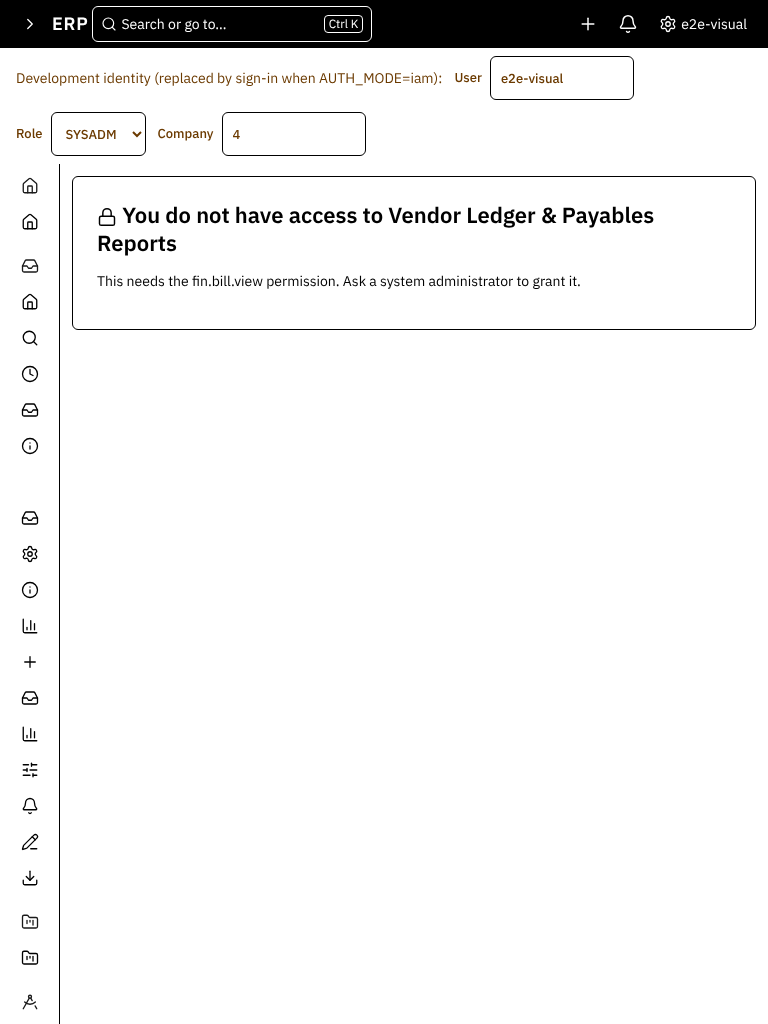 ERP
Search or go to...
Ctrl K
e2e-visual
Development identity (replaced by sign-in when AUTH_MODE=iam):
User
e2e-visual
Role
SYSADM
Company
4
You do not have access to Vendor Ledger & Payables
Reports
This needs the fin.bill.view permission. Ask a system administrator to grant it.